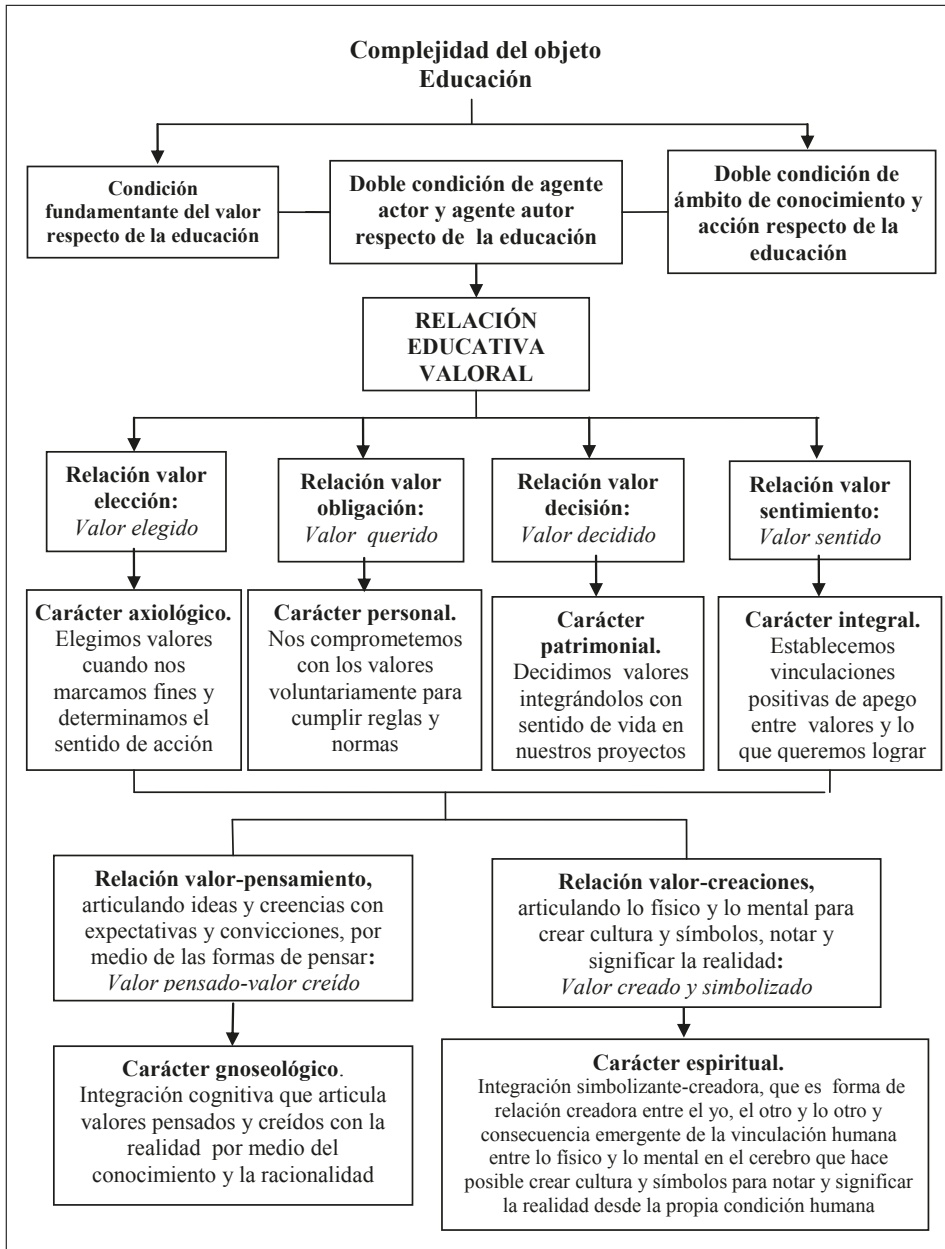 Complejidad del objeto
Educación
Condición
fundamentante del valor
respecto de la educación
Doble condición de agente
actor y agente autor
respecto de la educación
Doble condición de
ámbito de conocimiento y
acción respecto de la
educación
RELACIÓN
EDUCATIVA
VALORAL
Relación valor
elección:
Valor elegido
Relación valor
obligación:
Valor querido
Relación valor
decisión:
Valor decidido
Relación valor
sentimiento:
Valor sentido
Carácter axiológico.
Elegimos valores
cuando nos
marcamos fines y
determinamos el
sentido de acción
Carácter personal.
Nos comprometemos
con los valores
voluntariamente para
cumplir reglas y
normas
Carácter
patrimonial.
Decidimos valores
integrándolos con
sentido de vida en
nuestros proyectos
Carácter integral.
Establecemos
vinculaciones
positivas de apego
entre valores y lo
que queremos lograr
Relación valor-pensamiento,
articulando ideas y creencias con
expectativas y convicciones, por
medio de las formas de pensar:
Valor pensado-valor creído
Relación valor-creaciones,
articulando lo físico y lo mental para
crear cultura y símbolos, notar y
significar la realidad:
Valor creado y simbolizado
Carácter gnoseológico.
Integración cognitiva que articula
valores pensados y creídos con la
realidad por medio del
conocimiento y la racionalidad
Carácter espiritual.
Integración simbolizante-creadora, que es forma de
relación creadora entre el yo, el otro y lo otro y
consecuencia emergente de la vinculación humana
entre lo físico y lo mental en el cerebro que hace
posible crear cultura y símbolos para notar y significar
la realidad desde la propia condición humana